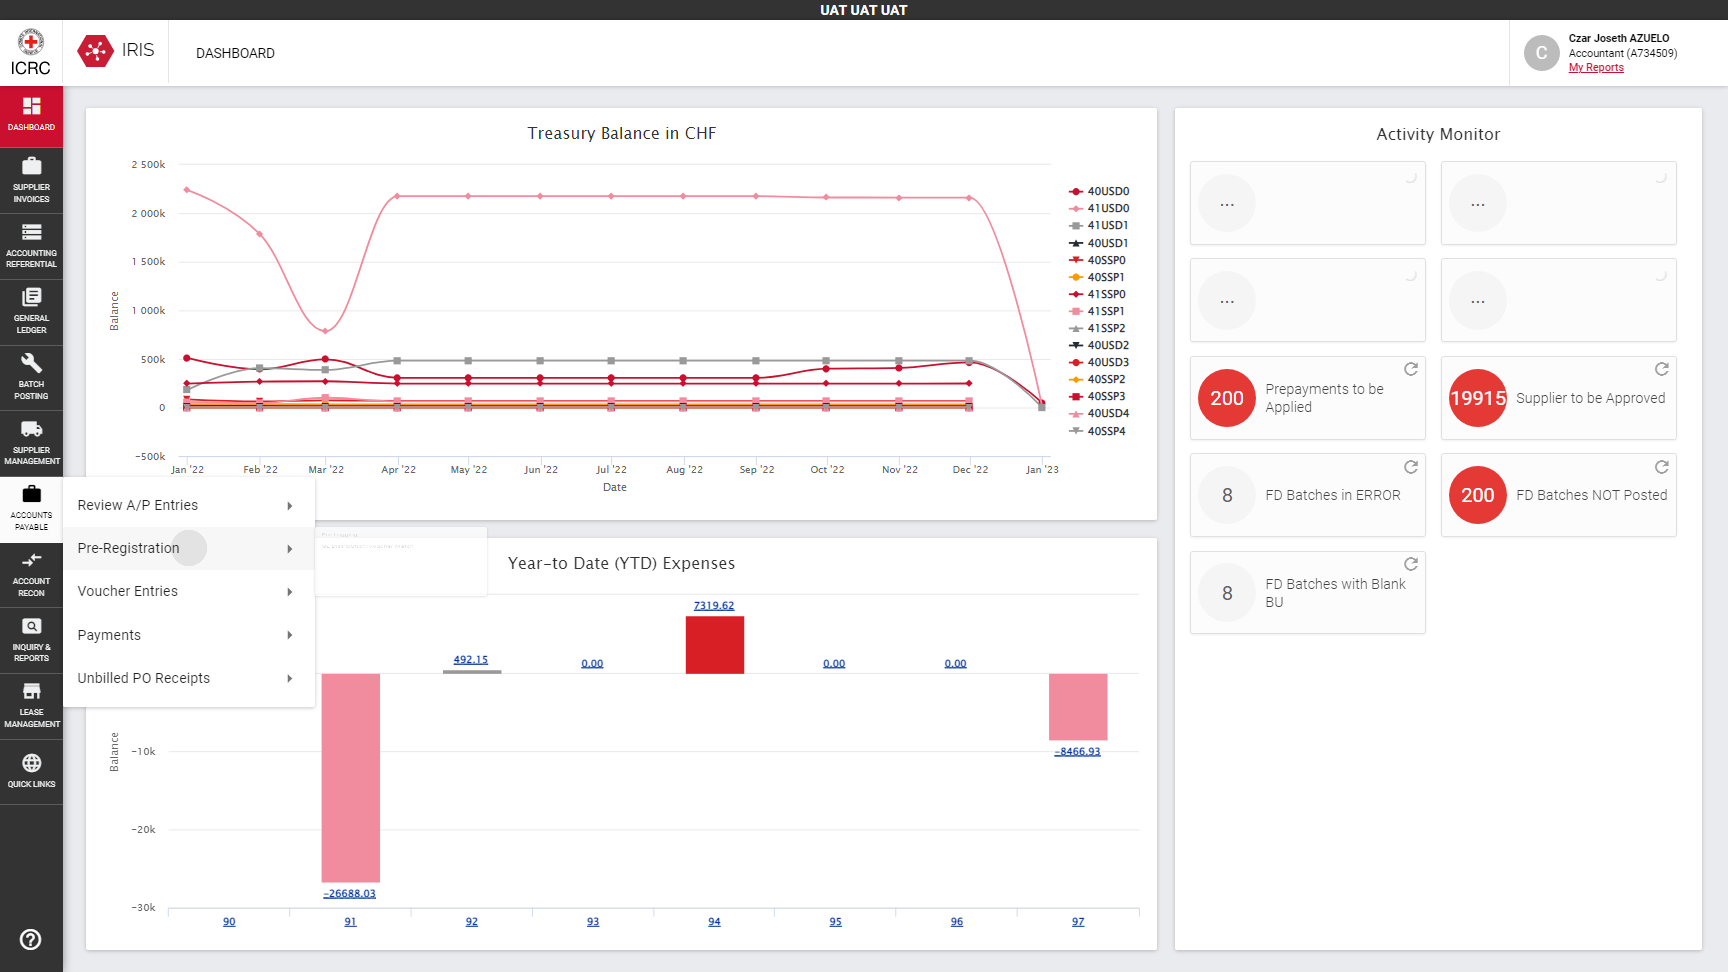 UAT UAT UAT
ICRC
IRIS
DASHBOARD
C
Czar Joseth AZUELO
Accountant (A734509)
My Reports
DASHBOARD
SUPPLIER
INVOICES
ACCOUNTING
REFERENTIAL
GENERAL
LEDGER
BATCH
POSTING
SUPPLIER
MANAGEMENT
ACCOUNTS
PAYABLE
ACCOUNT
RECON
INQUIRY &
REPORTS
LEASE
MANAGEMENT
QUICK LINKS
Review A/P Entries
Pre-Registration
Voucher Entries
Payments
Unbilled PO Receipts
Treasury Balance in CHF
2 500k
2 000k
1 500k
1 000k
500k
0
-500k
Balance
Jan '22
Feb '22
Mar '22
Apr '22
May '22
Jun '22
Jul '22
Aug '22
Sep '22
Oct '22
Nov '22
Dec '22
Jan '23
Date
40USD0
41USD0
41USD1
40USD1
40SSP0
40SSP1
41SSP0
41SSP1
41SSP2
40USD2
40USD3
40SSP2
40SSP3
40USD4
40SSP4
Year-to Date (YTD) Expenses
7319.62
492.15
0.00
0.00
0.00
-8466.93
-26688.03
Balance
-10k
-20k
-30k
90
91
92
93
94
95
96
97
Activity Monitor
...
...
...
...
200
Prepayments to be
Applied
19915
Supplier to be Approved
8
FD Batches in ERROR
200
FD Batches NOT Posted
8
FD Batches with Blank
BU